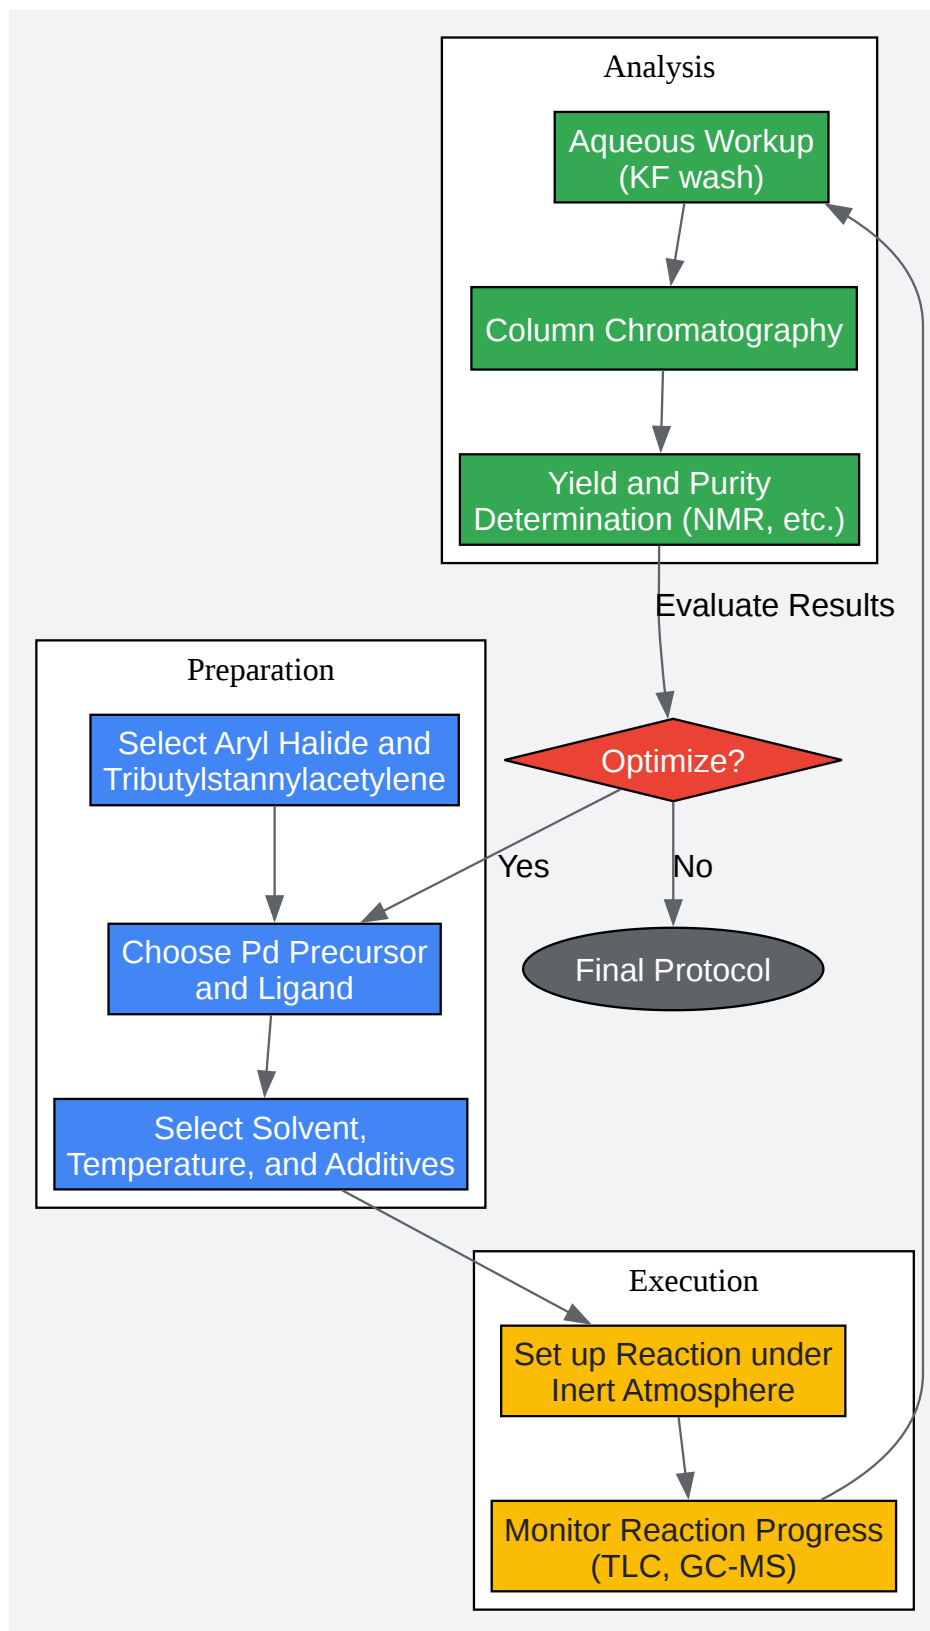 Analysis
Aqueous Workup
(KF wash)
Column Chromatography
Yield and Purity
Determination (NMR, etc.)
Evaluate Results
Preparation
Select Aryl Halide and
Tributylstannylacetylene
Optimize?
Yes
No
Choose Pd Precursor
and Ligand
Final Protocol
Select Solvent,
Temperature, and Additives
Execution
Set up Reaction under
Inert Atmosphere
Monitor Reaction Progress
(TLC, GC-MS)